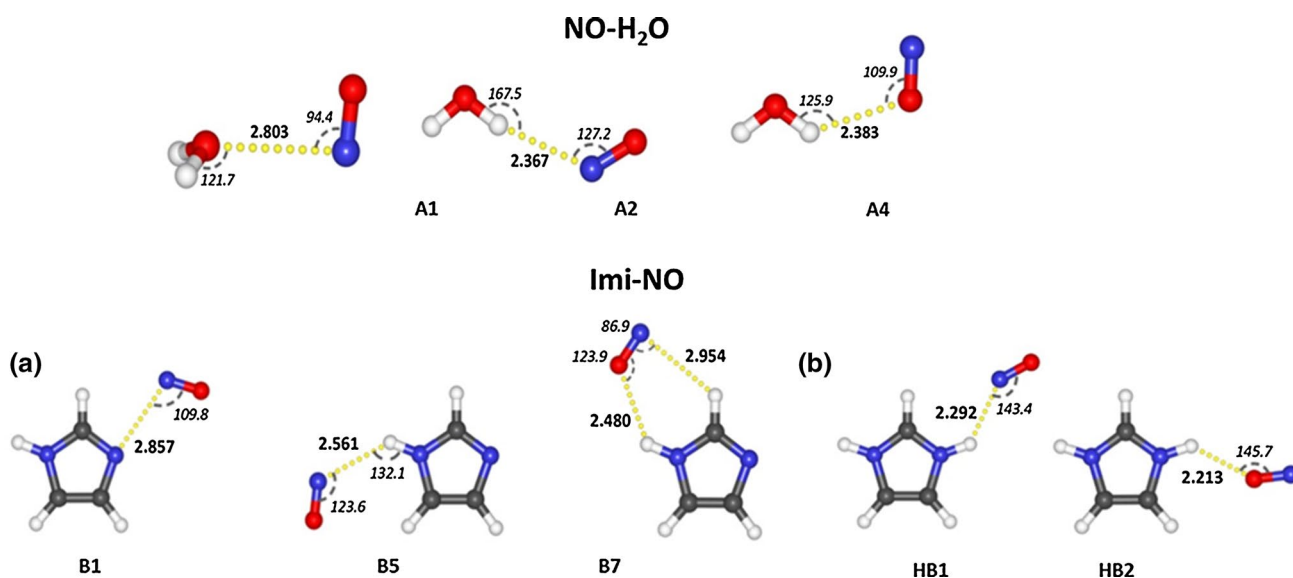 NO-H₂O
2.803
94.4
121.7
167.5
2.367
127.2
125.9
109.9
2.383
A1
A2
A4
Imi-NO
(a)
109.8
2.857
B1
2.561
132.1
123.6
B5
86.9
123.9
2.954
2.480
B7
(b)
2.292
143.4
HB1
145.7
2.213
HB2